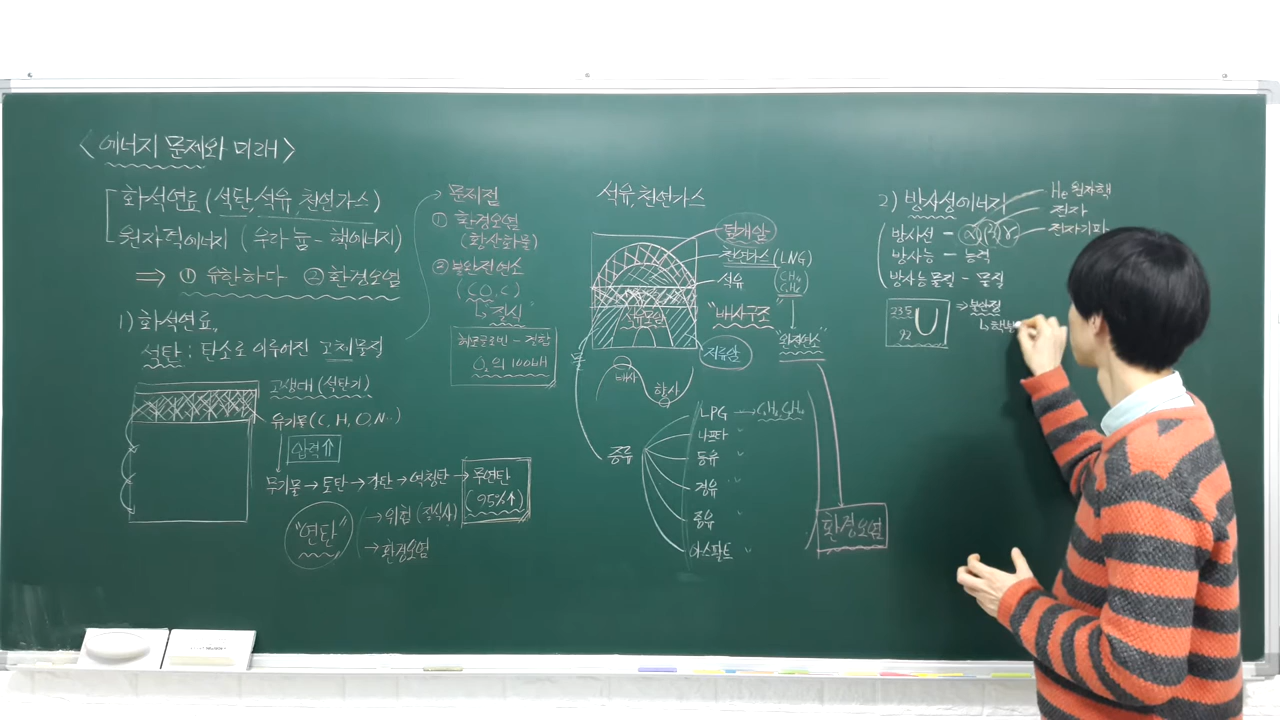 <에너지 문제와 미래>
화석연료 (석탄, 석유, 천연가스)
원자력에너지 (우라늄 - 핵에너지)
⇒ ① 유한하다 ② 환경오염
1) 화석연료
석탄 : 탄소로 이루어진 고체물질
고생대 (석탄기)
유기물 (C, H, O, N..)
압력↑
무기물 → 토탄 → 갈탄 → 역청탄 → 무연탄
(95%↑)
"연탄"
→ 위험 (질식사)
→ 환경오염
→ 문제점
① 환경오염
(황산화물)
② 불완전연소
(CO, C)
↳ 질식
헤모글로빈 - 결합
O₂의 100배
석유, 천연가스
덮개암
천연가스 (LNG)
석유
(CH₄
C₂H₆)
"배사구조"
저류암
"완전연소"
물
배사
향사
증류
LPG → C₃H₈, C₄H₁₀
나프타 "
등유 "
경유 "
중유 "
아스팔트 "
환경오염
2) 방사성에너지
He 원자핵
전자
전자기파
방사선 - α, β, γ
방사능 - 능력
방사능물질 - 물질
235
92
U
⇒ 불안정